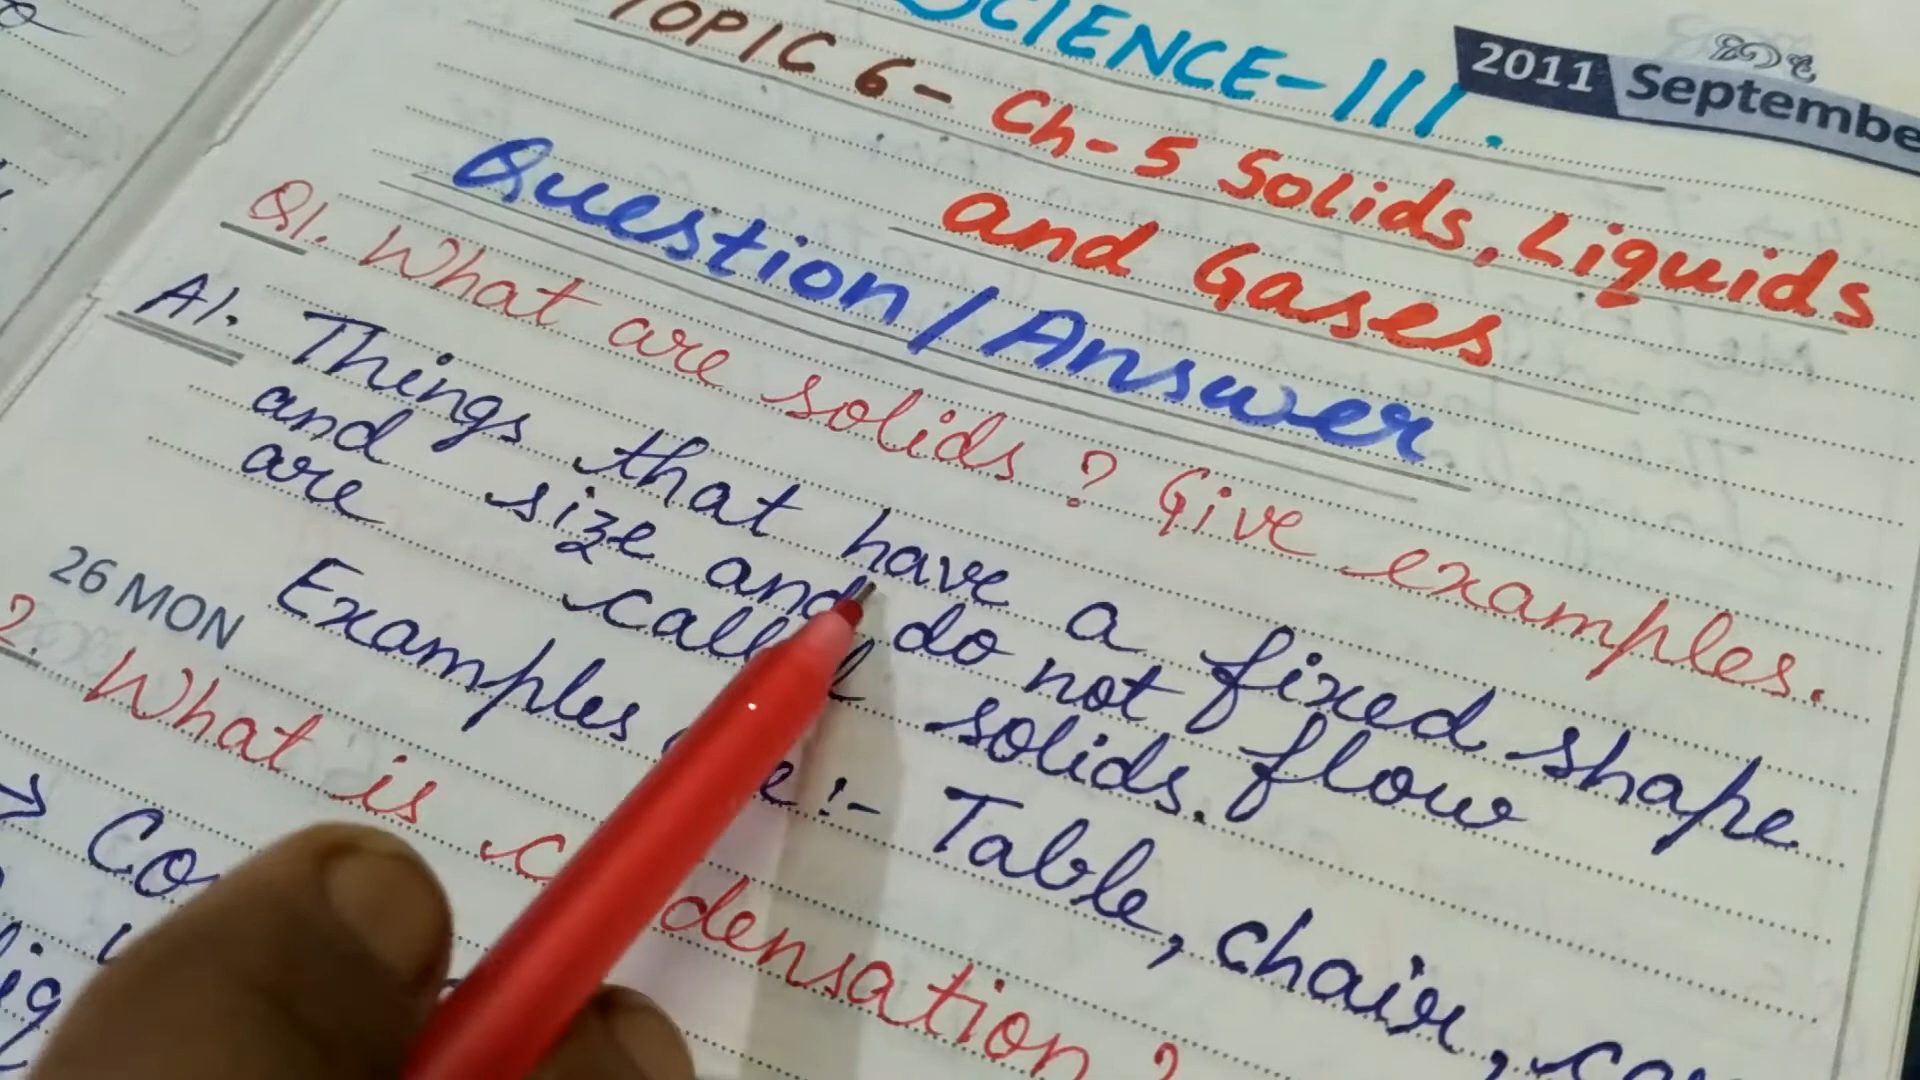 SCIENCE-III.
2011 Septembe
TOPIC 6 - Ch-5 Solids, Liquids
and Gases
Question/Answer
Q1. What are solids? Give examples.
A1. Things that have a fixed shape
and size and do not flow
are called solids.
Examples are:- Table, chair,
26 MON
2. What is condensation?
→